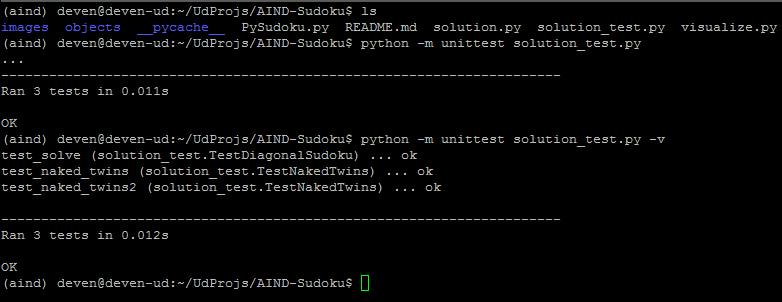 (aind) deven@deven-ud:~/UdProjs/AIND-Sudoku$ ls
images  objects  __pycache__  PySudoku.py  README.md  solution.py  solution_test.py  visualize.py
(aind) deven@deven-ud:~/UdProjs/AIND-Sudoku$ python -m unittest solution_test.py
...
----------------------------------------------------------------------
Ran 3 tests in 0.011s

OK
(aind) deven@deven-ud:~/UdProjs/AIND-Sudoku$ python -m unittest solution_test.py -v
test_solve (solution_test.TestDiagonalSudoku) ... ok
test_naked_twins (solution_test.TestNakedTwins) ... ok
test_naked_twins2 (solution_test.TestNakedTwins) ... ok

----------------------------------------------------------------------
Ran 3 tests in 0.012s

OK
(aind) deven@deven-ud:~/UdProjs/AIND-Sudoku$